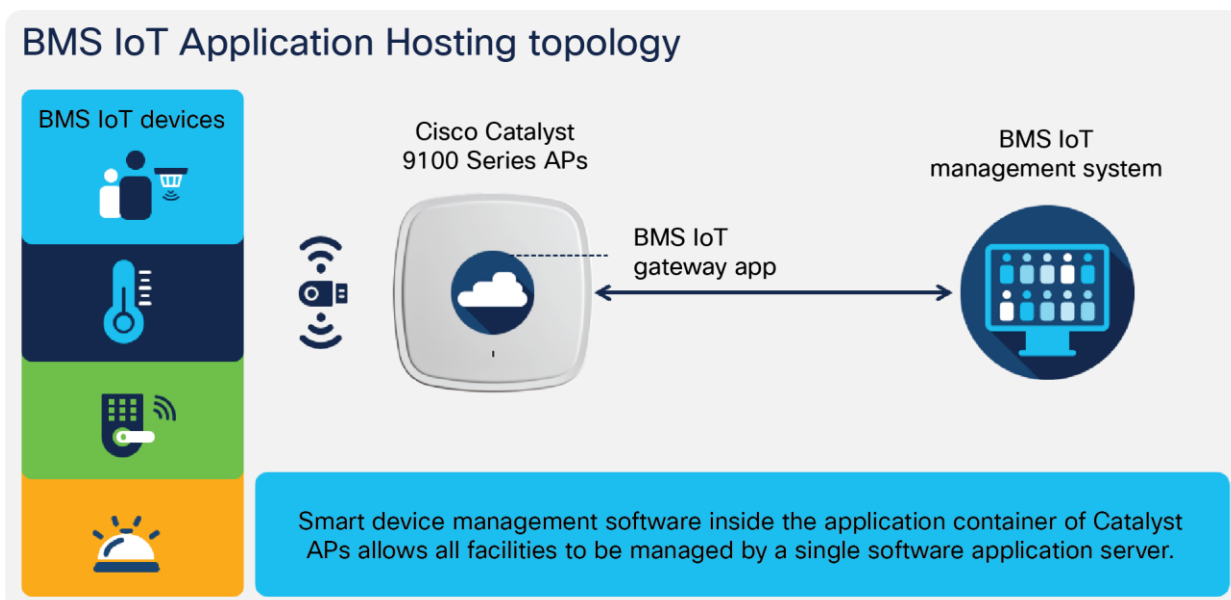 BMS IoT Application Hosting topology
BMS IoT devices
Cisco Catalyst
9100 Series APs
BMS IoT
gateway app
BMS IoT
management system
Smart device management software inside the application container of Catalyst
APs allows all facilities to be managed by a single software application server.